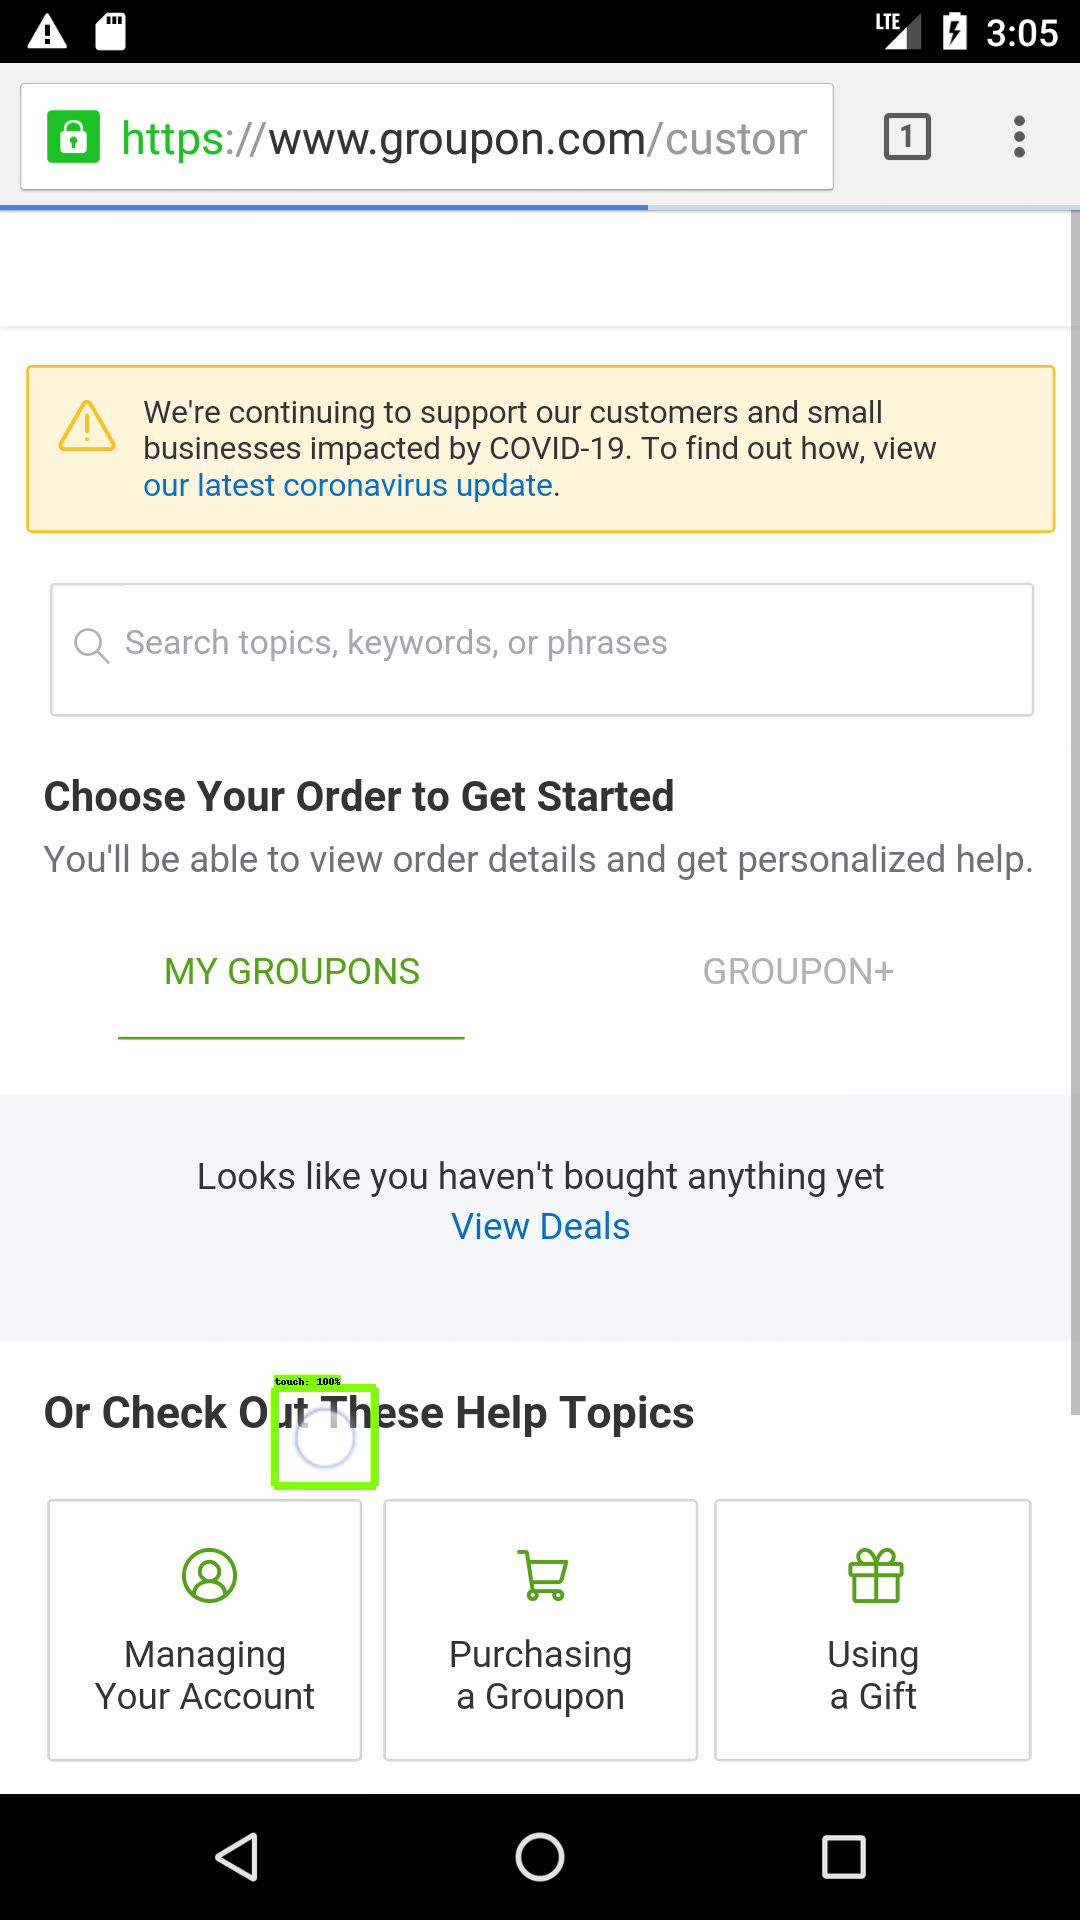 LTE 3:05
https://www.groupon.com/custom
1
We're continuing to support our customers and small
businesses impacted by COVID-19. To find out how, view
our latest coronavirus update.
Search topics, keywords, or phrases
Choose Your Order to Get Started
You'll be able to view order details and get personalized help.
MY GROUPONS GROUPON+
Looks like you haven't bought anything yet
View Deals
touch: 100%
Or Check Out These Help Topics
Managing
Your Account
Purchasing
a Groupon
Using
a Gift